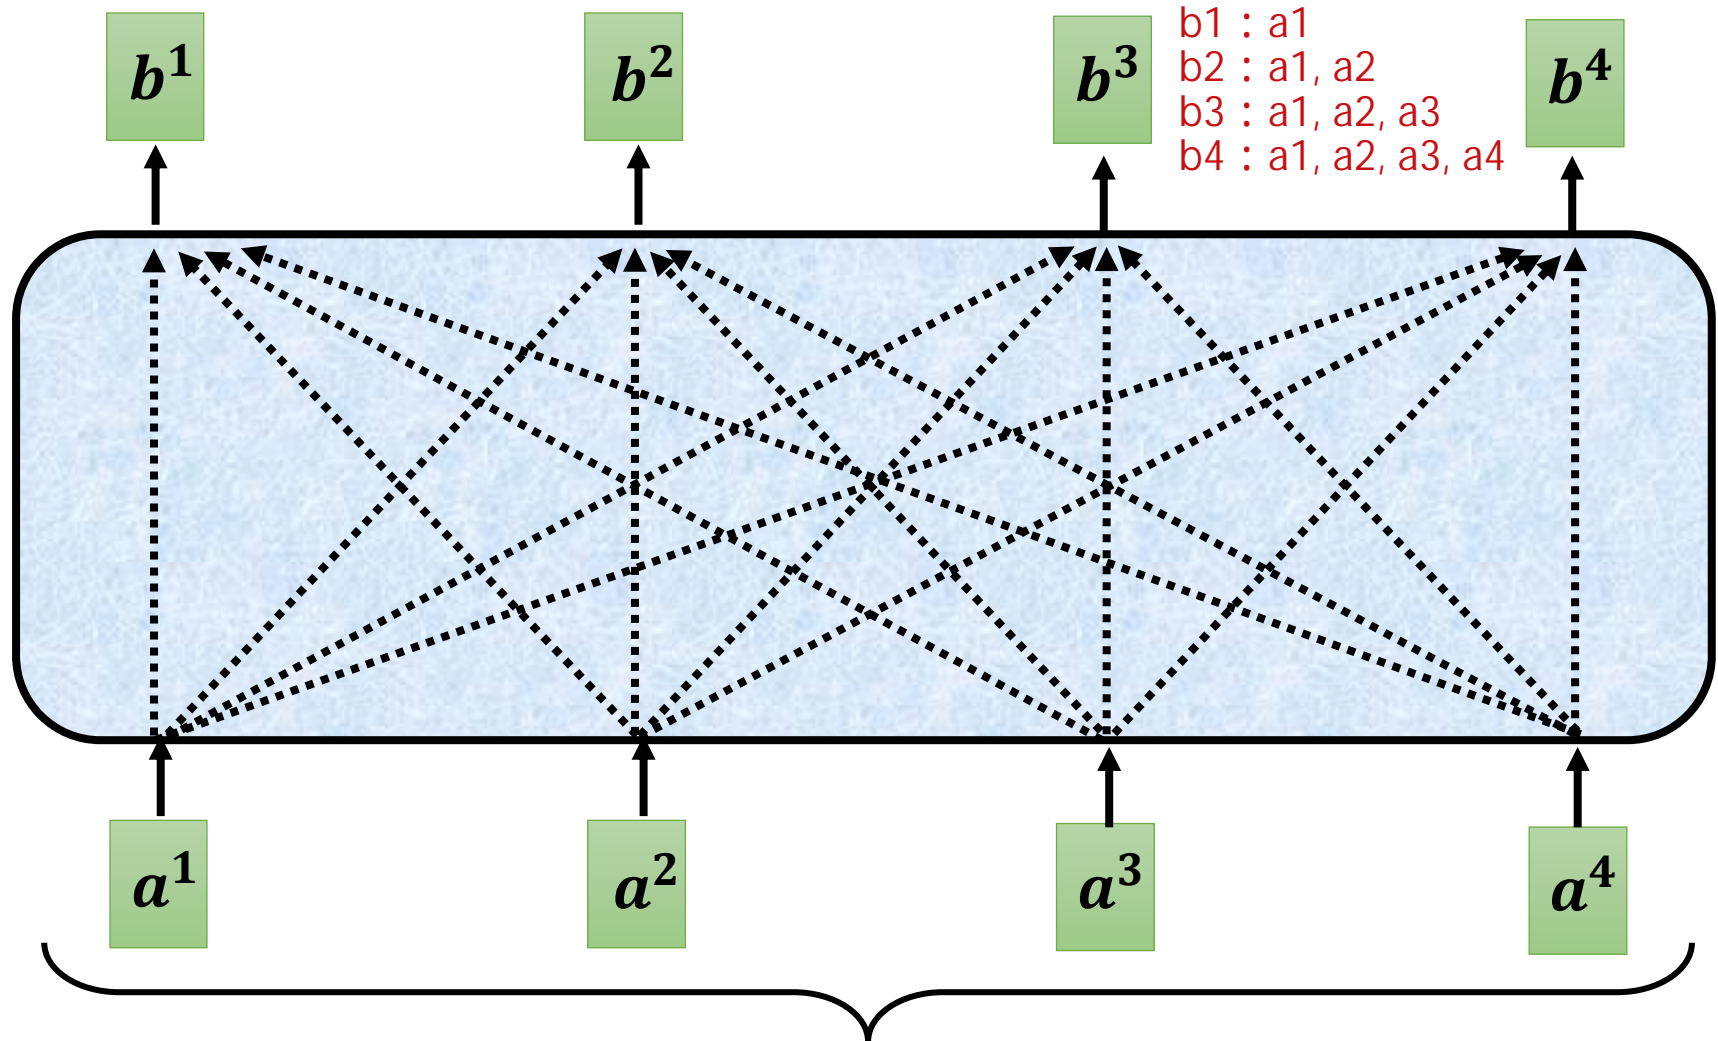 b¹ b² b³ b⁴
b1 : a1
b2 : a1, a2
b3 : a1, a2, a3
b4 : a1, a2, a3, a4
a¹ a² a³ a⁴